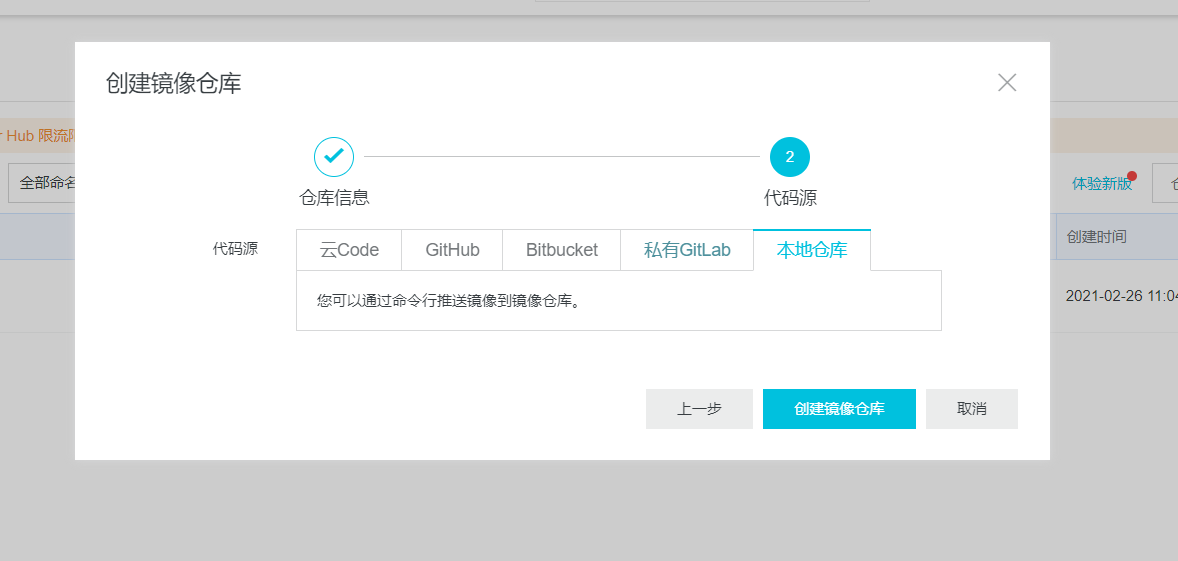 创建镜像仓库
Hub 限流
全部命名
2
仓库信息
代码源
体验新版
代码源
云Code
GitHub
Bitbucket
私有GitLab
本地仓库
创建时间
您可以通过命令行推送镜像到镜像仓库。
2021-02-26 11:04
上一步
创建镜像仓库
取消